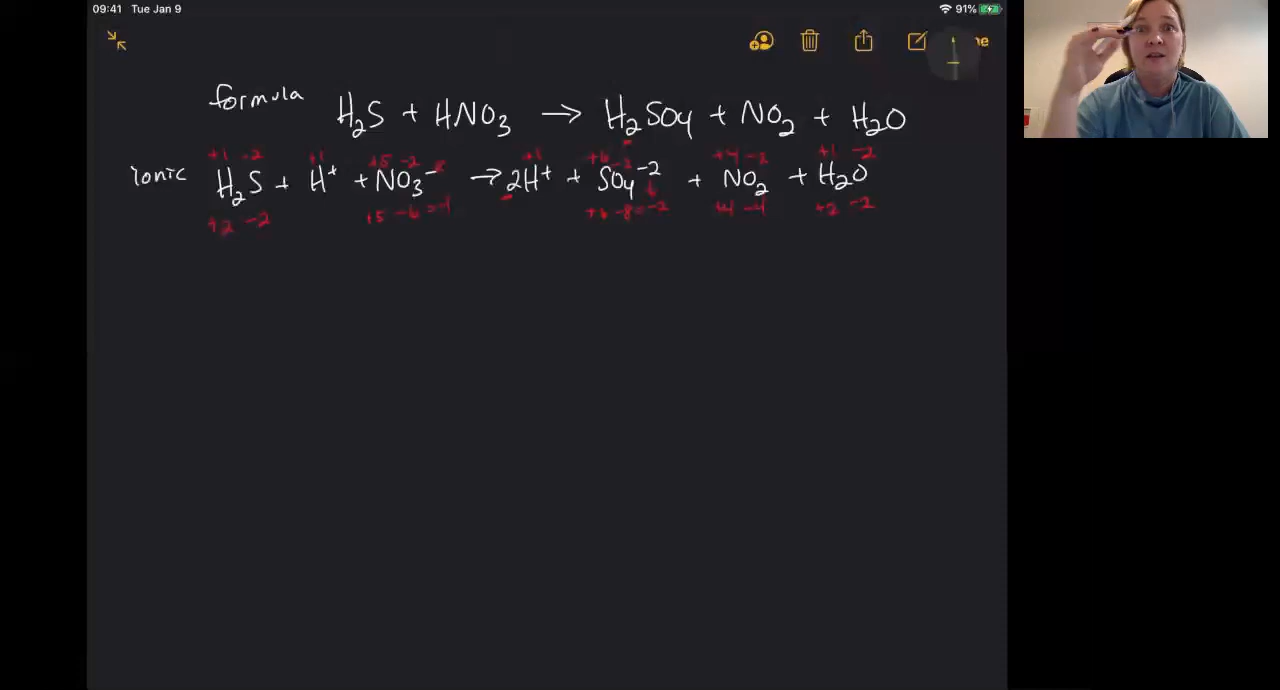 09:41 Tue Jan 9 91%
formula H₂S + HNO₃ → H₂SO₄ + NO₂ + H₂O
+1 -2 +1 +5 -2 +1 +6 -2 +4 -2 +1 -2
ionic H₂S + H⁺ + NO₃⁻ → 2H⁺ + SO₄⁻² + NO₂ + H₂O
+2 -2 +5 -6 = -1 +6 -8 = -2 +4 -4 +2 -2